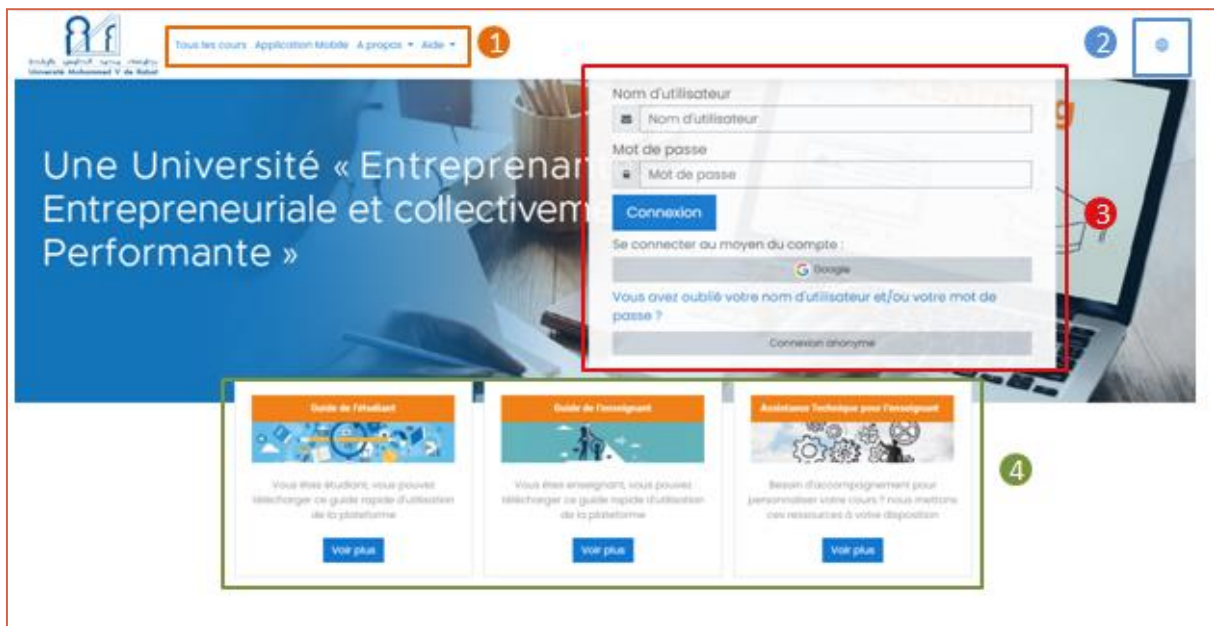 Tous les cours Application Mobile A propos Aide
1
2
Université Mohammed V de Rabat
Une Université « Entreprenan
Entrepreneuriale et collectiveme
Performante »
Nom d'utilisateur
Nom d'utilisateur
Mot de passe
Mot de passe
Connexion
3
Se connecter au moyen du compte :
Google
Vous avez oublié votre nom d'utilisateur et/ou votre mot de
passe ?
Connexion anonyme
Guide de l'étudiant
Vous êtes étudiant, vous pouvez
télécharger ce guide rapide d'utilisation
de la plateforme
Voir plus
Guide de l'enseignant
Vous êtes enseignant, vous pouvez
télécharger ce guide rapide d'utilisation
de la plateforme
Voir plus
Assistance Technique pour l'enseignant
Besoin d'accompagnement pour
personnaliser votre cours ? nous mettons
ces ressources à votre disposition
Voir plus
4